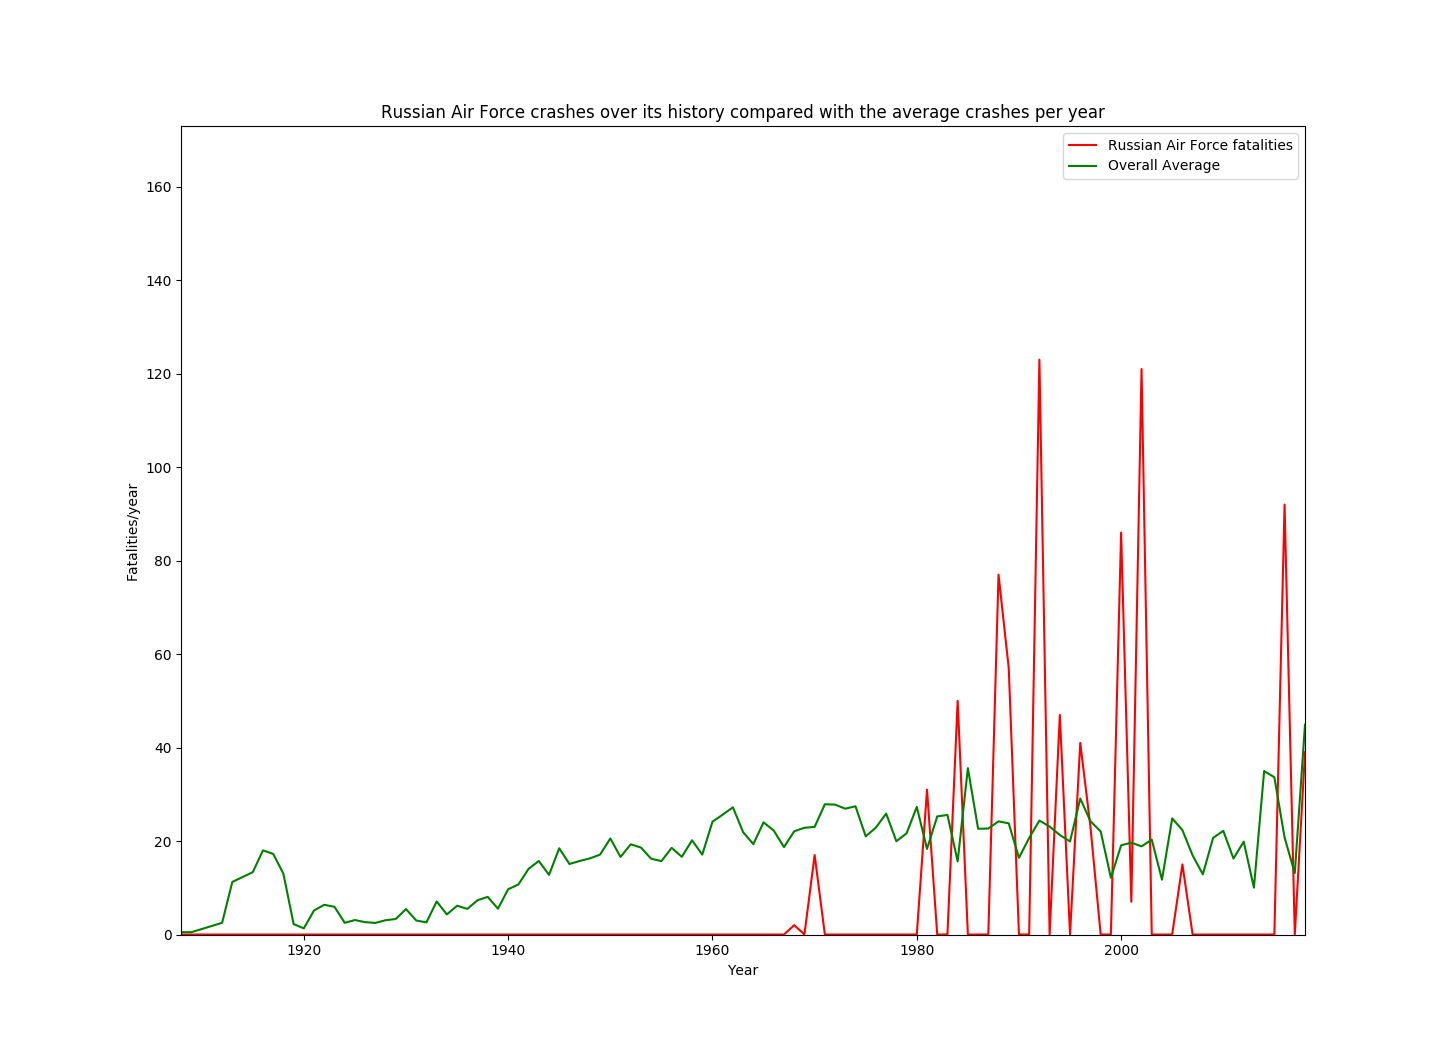 Russian Air Force crashes over its history compared with the average crashes per year
Russian Air Force fatalities
Overall Average
160
140
120
100
80
60
40
20
0
Fatalities/year
1920 1940 1960 1980 2000
Year